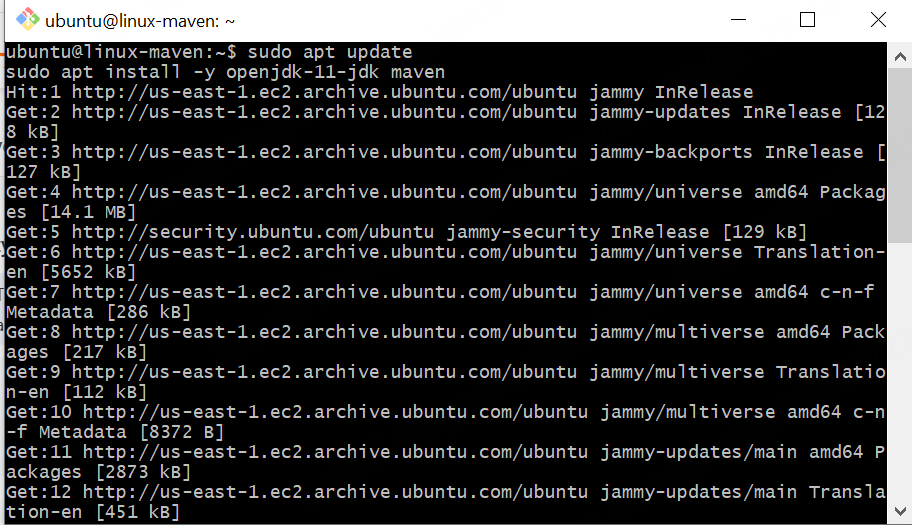 ubuntu@linux-maven: ~
ubuntu@linux-maven:~$ sudo apt update
sudo apt install -y openjdk-11-jdk maven
Hit:1 http://us-east-1.ec2.archive.ubuntu.com/ubuntu jammy InRelease
Get:2 http://us-east-1.ec2.archive.ubuntu.com/ubuntu jammy-updates InRelease [12
8 kB]
Get:3 http://us-east-1.ec2.archive.ubuntu.com/ubuntu jammy-backports InRelease [
127 kB]
Get:4 http://us-east-1.ec2.archive.ubuntu.com/ubuntu jammy/universe amd64 Packag
es [14.1 MB]
Get:5 http://security.ubuntu.com/ubuntu jammy-security InRelease [129 kB]
Get:6 http://us-east-1.ec2.archive.ubuntu.com/ubuntu jammy/universe Translation-
en [5652 kB]
Get:7 http://us-east-1.ec2.archive.ubuntu.com/ubuntu jammy/universe amd64 c-n-f
Metadata [286 kB]
Get:8 http://us-east-1.ec2.archive.ubuntu.com/ubuntu jammy/multiverse amd64 Pack
ages [217 kB]
Get:9 http://us-east-1.ec2.archive.ubuntu.com/ubuntu jammy/multiverse Translatio
n-en [112 kB]
Get:10 http://us-east-1.ec2.archive.ubuntu.com/ubuntu jammy/multiverse amd64 c-n
-f Metadata [8372 B]
Get:11 http://us-east-1.ec2.archive.ubuntu.com/ubuntu jammy-updates/main amd64 P
ackages [2873 kB]
Get:12 http://us-east-1.ec2.archive.ubuntu.com/ubuntu jammy-updates/main Transla
tion-en [451 kB]